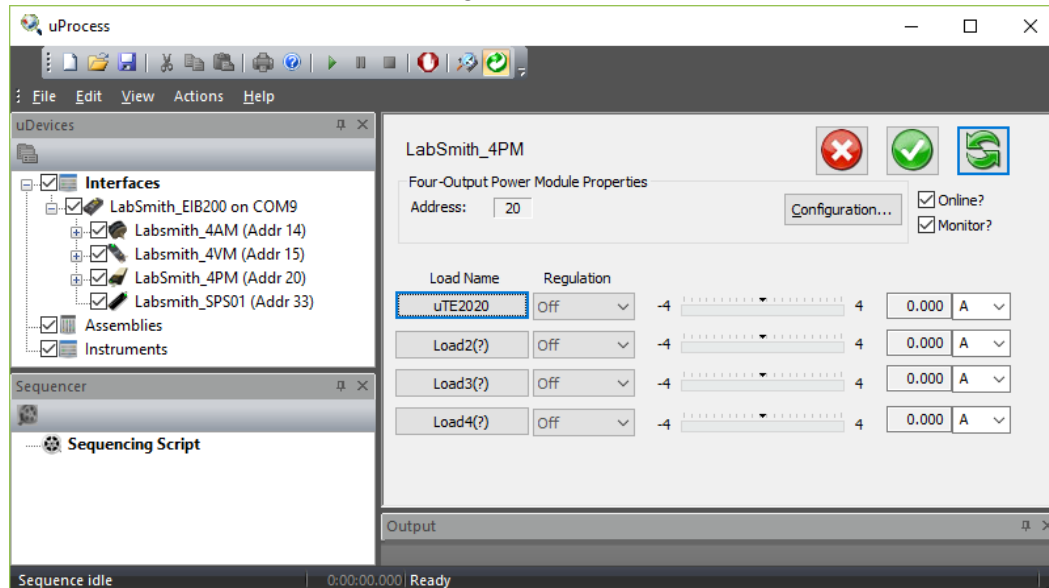 uProcess
File Edit View Actions Help
uDevices
Interfaces
LabSmith_EIB200 on COM9
Labsmith_4AM (Addr 14)
Labsmith_4VM (Addr 15)
LabSmith_4PM (Addr 20)
Labsmith_SPS01 (Addr 33)
Assemblies
Instruments
Sequencer
Sequencing Script
LabSmith_4PM
Four-Output Power Module Properties
Address: 20
Configuration...
Online?
Monitor?
Load Name Regulation
uTE2020 Off -4 4 0.000 A
Load2(?) Off -4 4 0.000 A
Load3(?) Off -4 4 0.000 A
Load4(?) Off -4 4 0.000 A
Output
Sequence idle 0:00:00.000 Ready